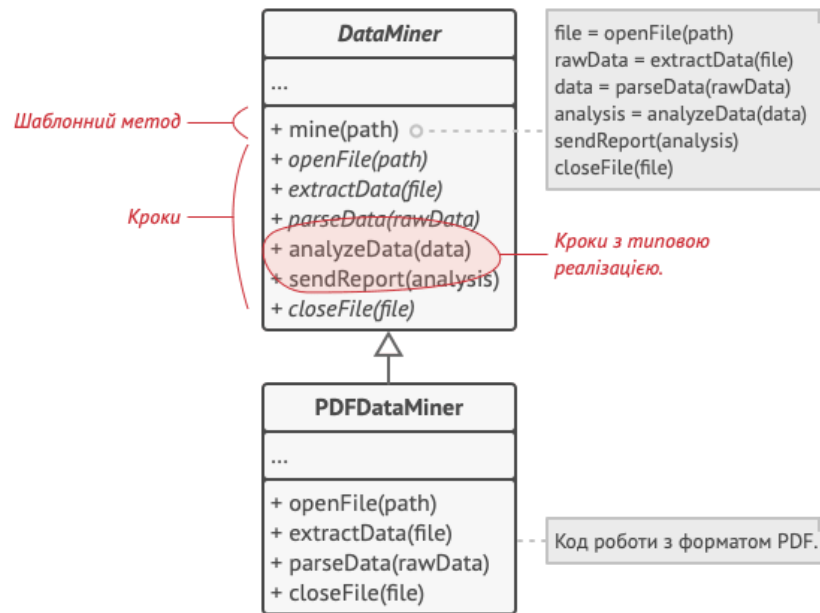 DataMiner
...
Шаблонний метод
+ mine(path)
+ openFile(path)
+ extractData(file)
Кроки
+ parseData(rawData)
+ analyzeData(data)
+ sendReport(analysis)
+ closeFile(file)
file = openFile(path)
rawData = extractData(file)
data = parseData(rawData)
analysis = analyzeData(data)
sendReport(analysis)
closeFile(file)
Кроки з типовою
реалізацією.
PDFDataMiner
...
+ openFile(path)
+ extractData(file)
+ parseData(rawData)
+ closeFile(file)
Код роботи з форматом PDF.